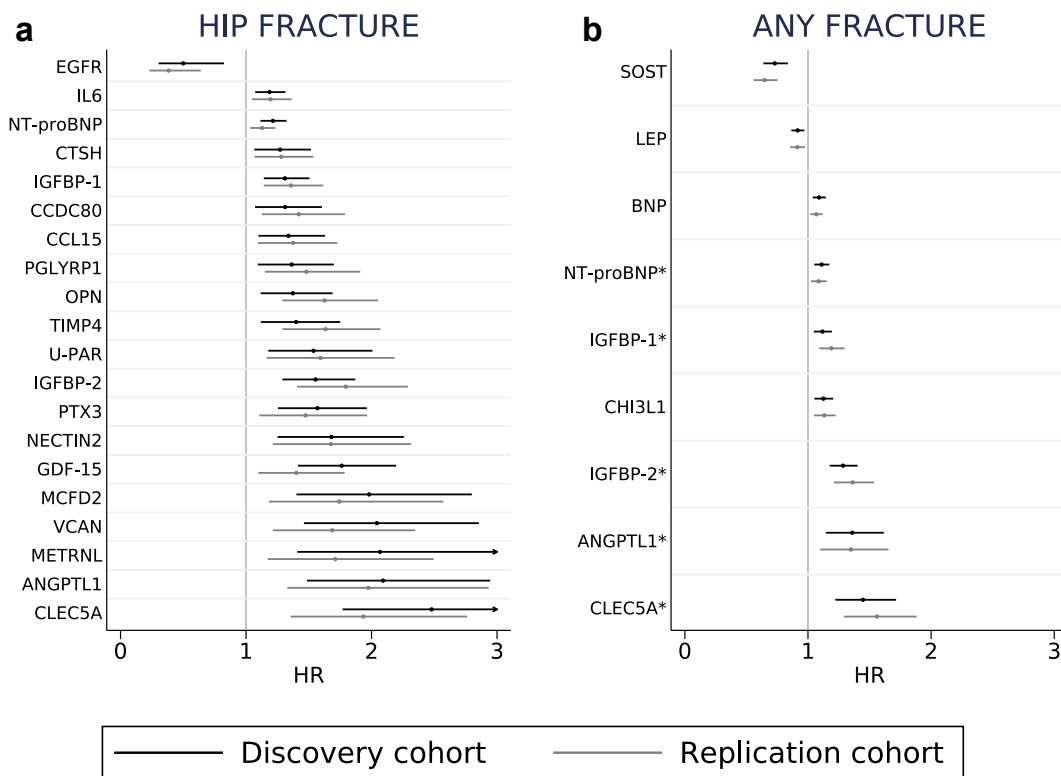 a HIP FRACTURE
EGFR
IL6
NT-proBNP
CTSH
IGFBP-1
CCDC80
CCL15
PGLYRP1
OPN
TIMP4
U-PAR
IGFBP-2
PTX3
NECTIN2
GDF-15
MCFD2
VCAN
METRNL
ANGPTL1
CLEC5A
0 1 2 3
HR
b ANY FRACTURE
SOST
LEP
BNP
NT-proBNP*
IGFBP-1*
CHI3L1
IGFBP-2*
ANGPTL1*
CLEC5A*
0 1 2 3
HR
Discovery cohort Replication cohort